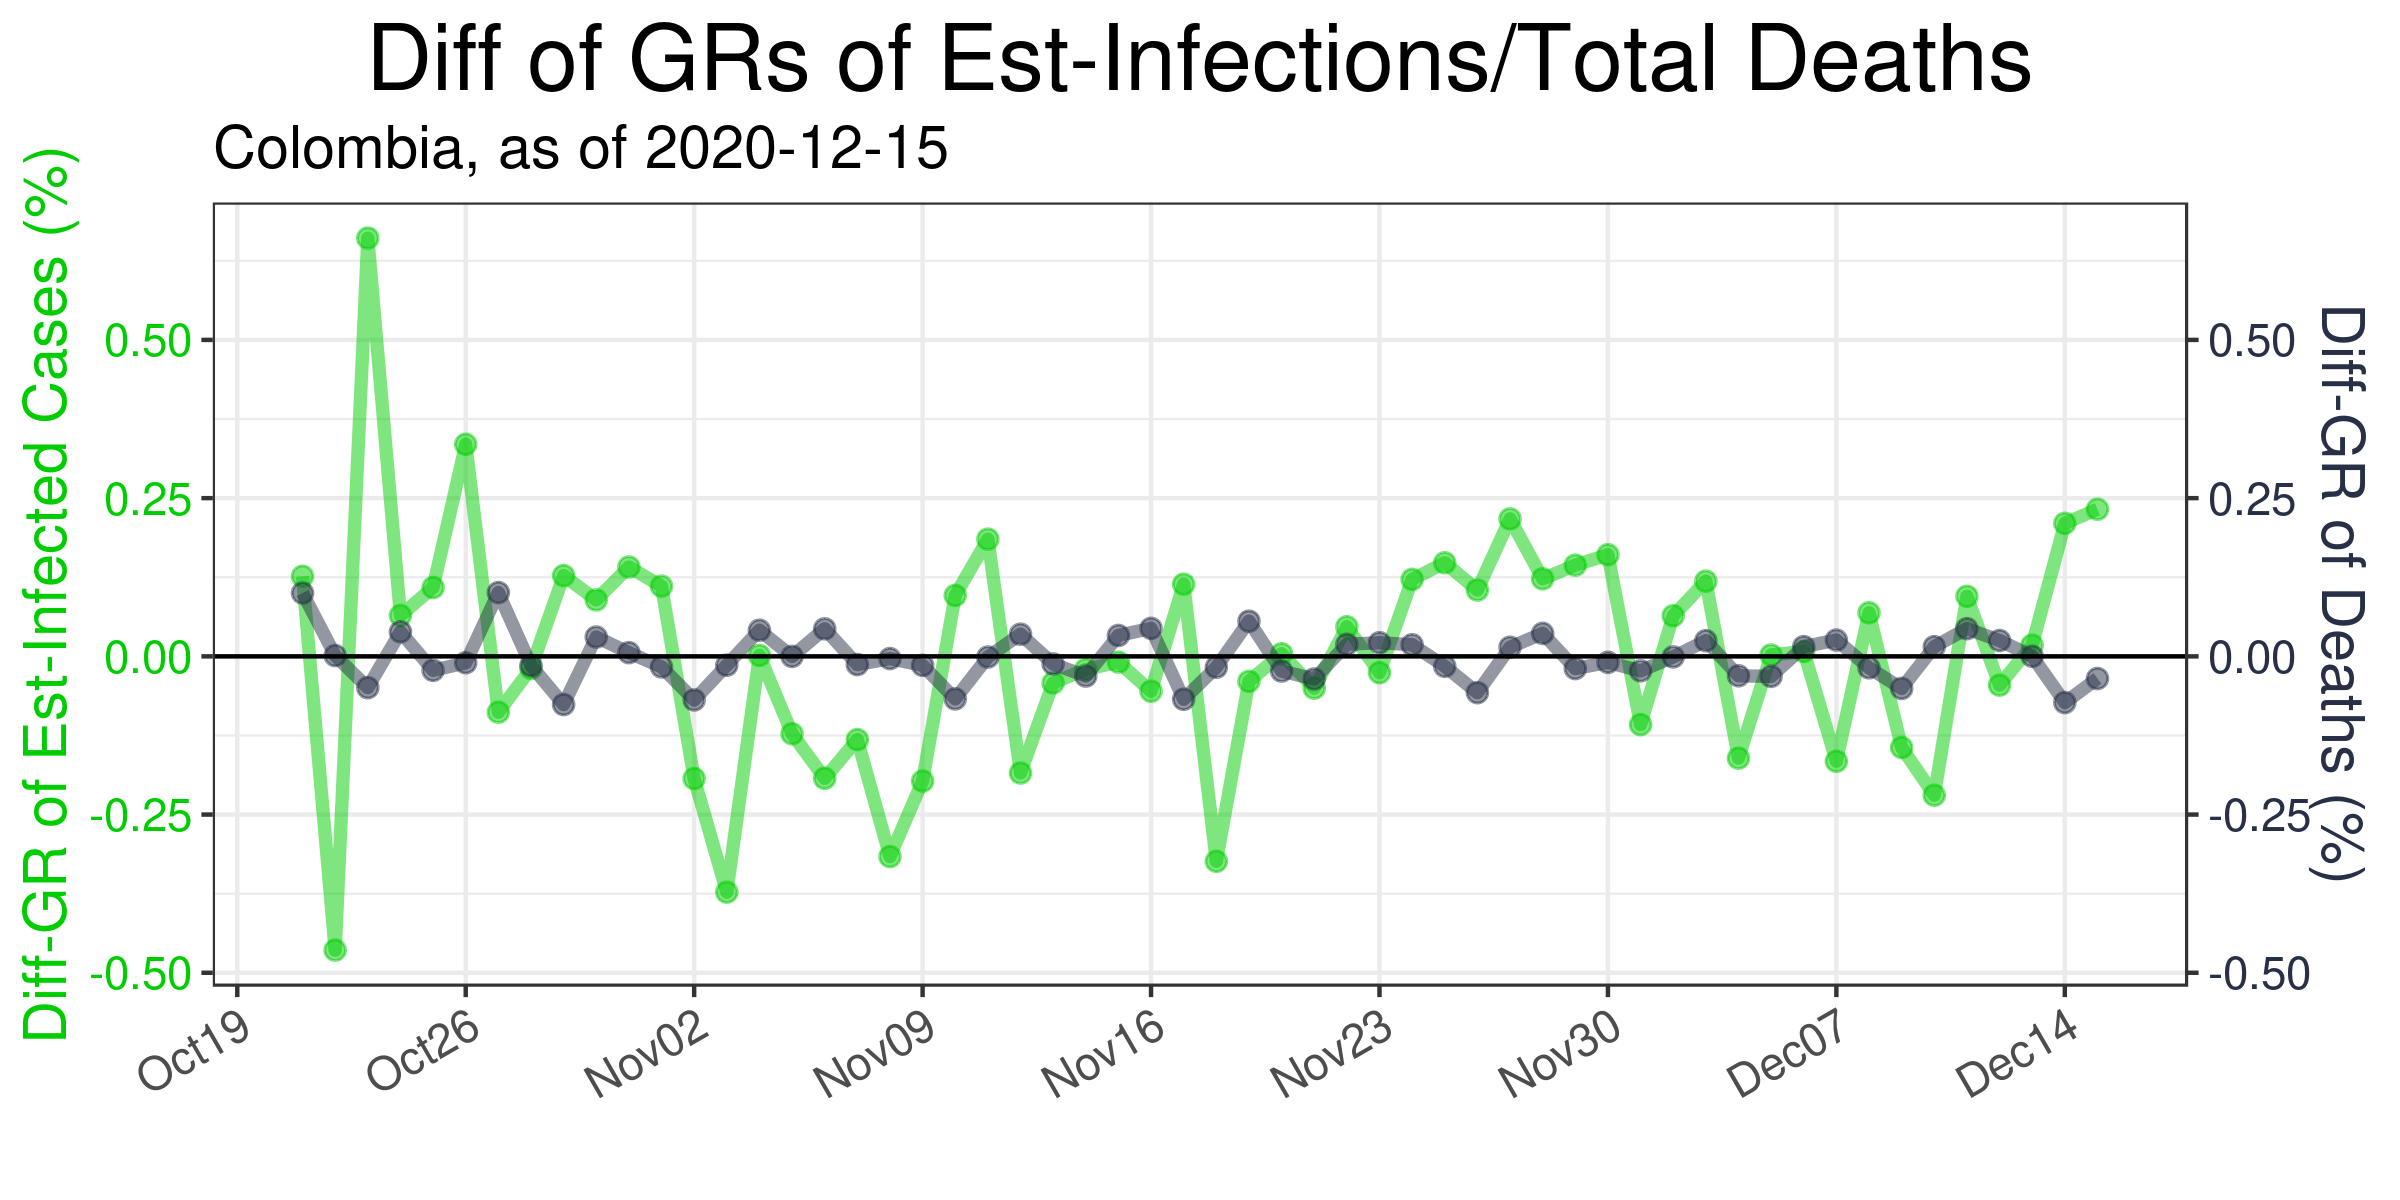 Diff of GRs of Est-Infections/Total Deaths
Colombia, as of 2020-12-15
Diff-GR of Est-Infected Cases (%)
0.50
0.25
0.00
-0.25
-0.50
0.50
0.25
0.00
-0.25
-0.50
Diff-GR of Deaths (%)
Oct19
Oct26
Nov02
Nov09
Nov16
Nov23
Nov30
Dec07
Dec14